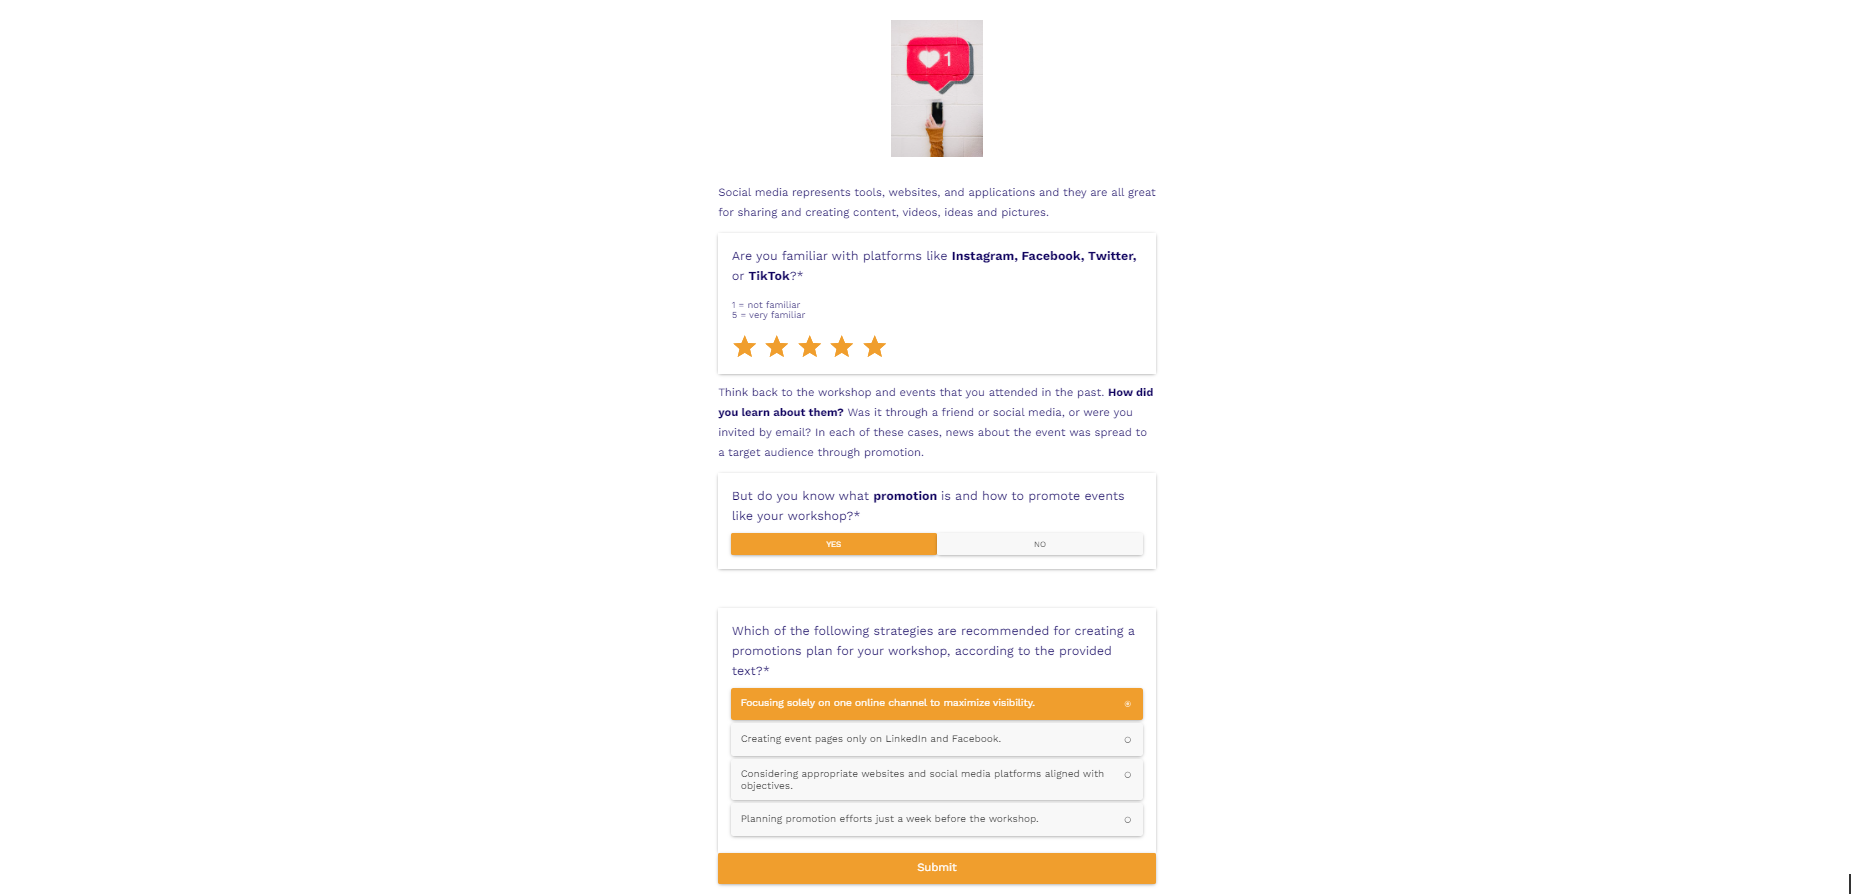 1
Social media represents tools, websites, and applications and they are all great
for sharing and creating content, videos, ideas and pictures.
Are you familiar with platforms like Instagram, Facebook, Twitter,
or TikTok?*
1 = not familiar
5 = very familiar
Think back to the workshop and events that you attended in the past. How did
you learn about them? Was it through a friend or social media, or were you
invited by email? In each of these cases, news about the event was spread to
a target audience through promotion.
But do you know what promotion is and how to promote events
like your workshop?*
YES
NO
Which of the following strategies are recommended for creating a
promotions plan for your workshop, according to the provided
text?*
Focusing solely on one online channel to maximize visibility.
Creating event pages only on LinkedIn and Facebook.
Considering appropriate websites and social media platforms aligned with
objectives.
Planning promotion efforts just a week before the workshop.
Submit